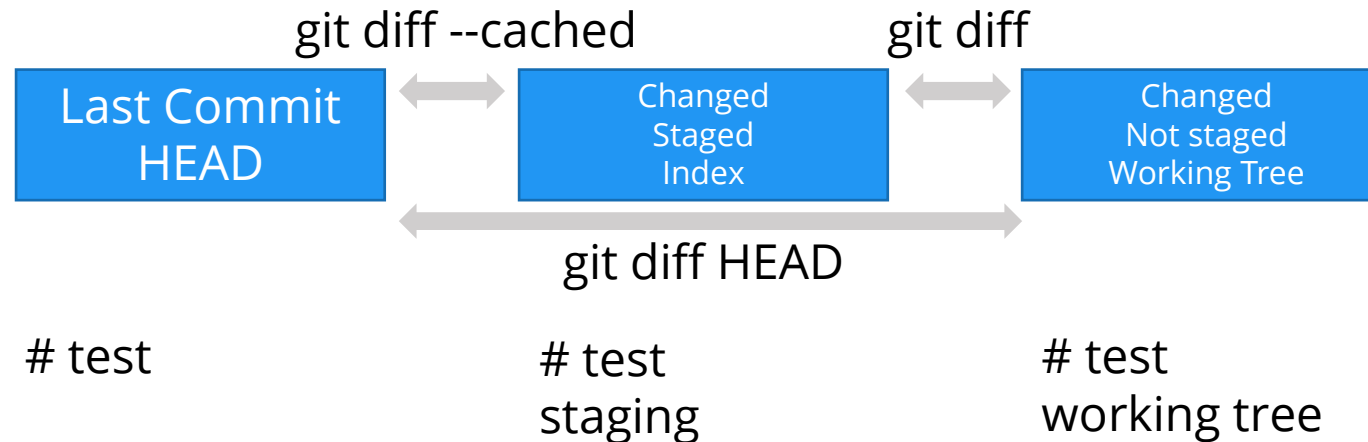 git diff --cached
git diff
Last Commit
HEAD
Changed
Staged
Index
Changed
Not staged
Working Tree
git diff HEAD
# test
# test
staging
# test
working tree